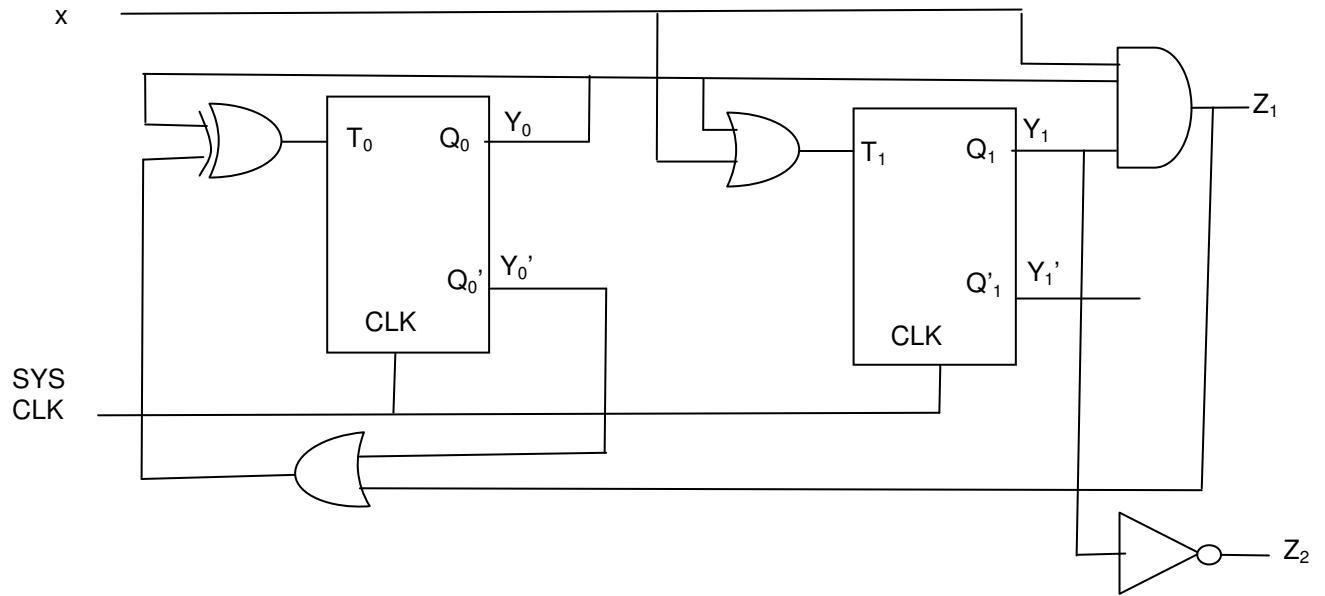 x
Z₁
T₀ Q₀ Y₀
T₁ Q₁ Y₁
Q₀’ Y₀’
Q’₁ Y₁’
CLK
CLK
SYS
CLK
Z₂